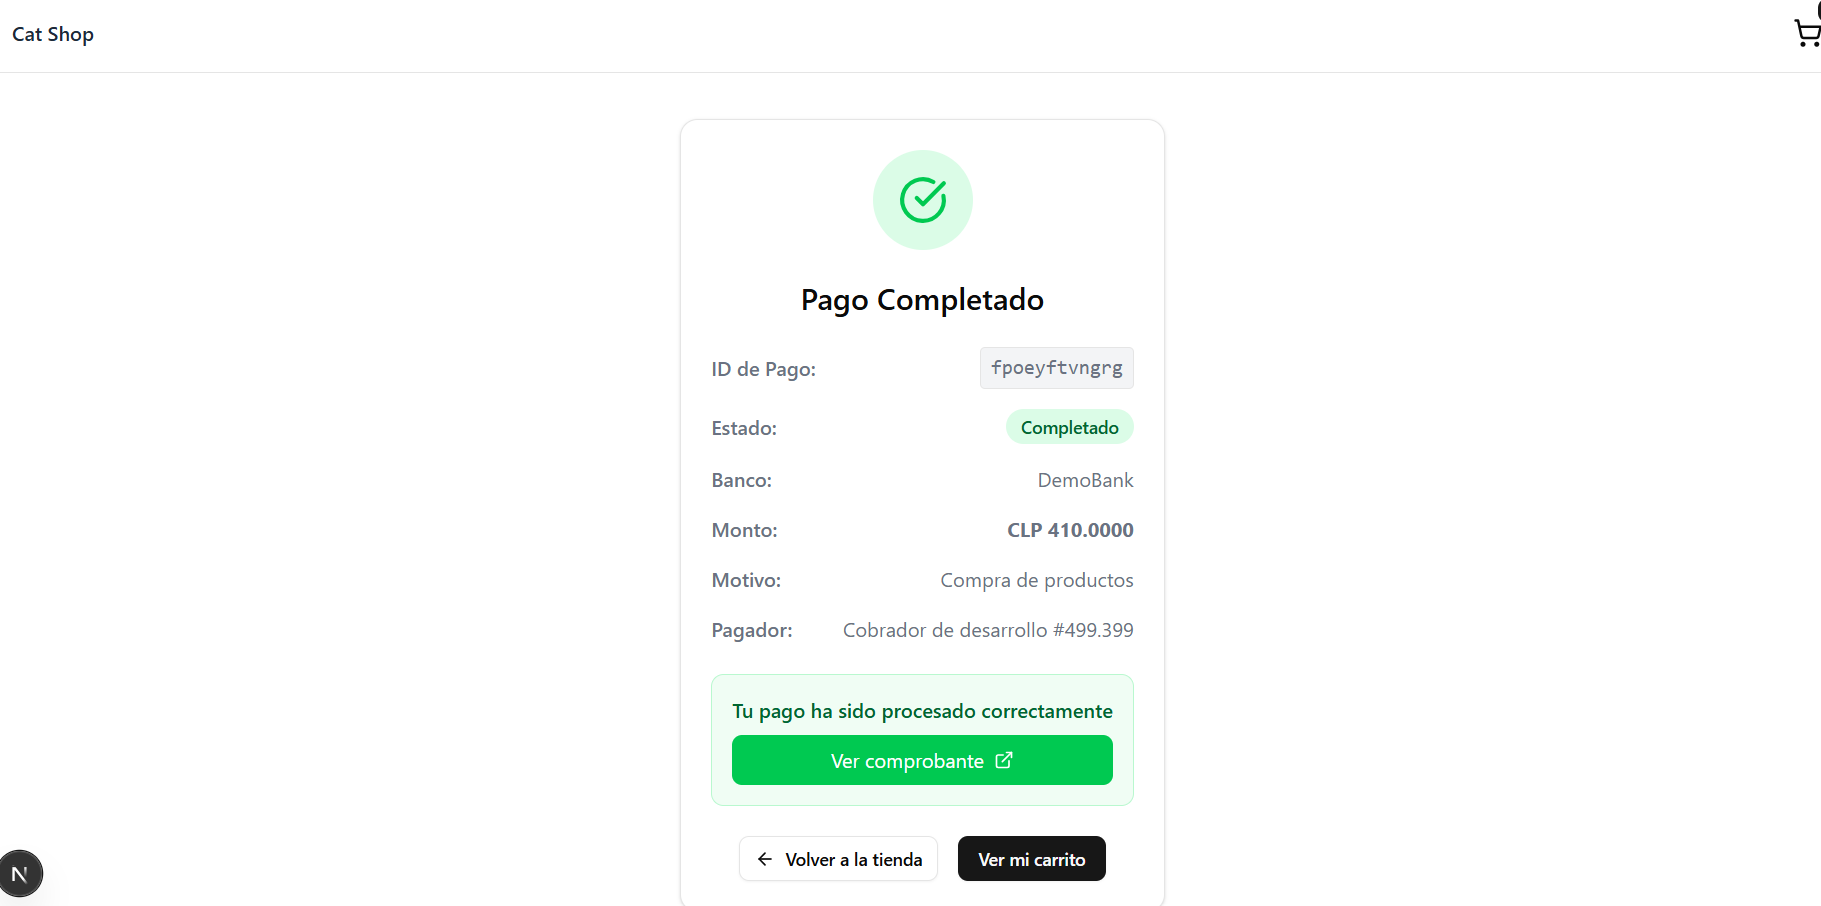 Cat Shop
Pago Completado
ID de Pago: fpoeyftvngrg
Estado: Completado
Banco: DemoBank
Monto: CLP 410.0000
Motivo: Compra de productos
Pagador: Cobrador de desarrollo #499.399
Tu pago ha sido procesado correctamente
Ver comprobante
Volver a la tienda
Ver mi carrito
N